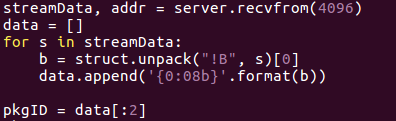 streamData, addr = server.recvfrom(4096)
data = []
for s in streamData:
    b = struct.unpack("!B", s)[0]
    data.append('{0:08b}'.format(b))

pkgID = data[:2]